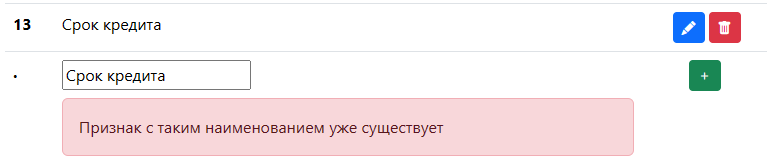 13 Срок кредита
• Срок кредита +
Признак с таким наименованием уже существует